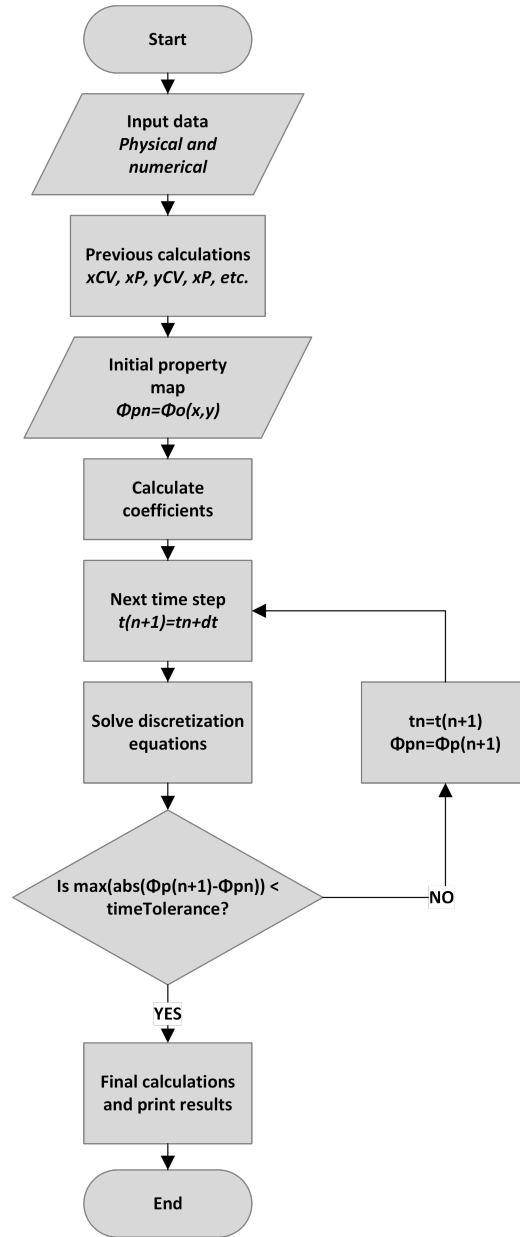 Start
Input data
Physical and
numerical
Previous calculations
xCV, xP, yCV, xP, etc.
Initial property
map
Φpn=Φo(x,y)
Calculate
coefficients
Next time step
t(n+1)=tn+dt
Solve discretization
equations
tn=t(n+1)
Φpn=Φp(n+1)
Is max(abs(Φp(n+1)-Φpn)) <
timeTolerance?
NO
YES
Final calculations
and print results
End